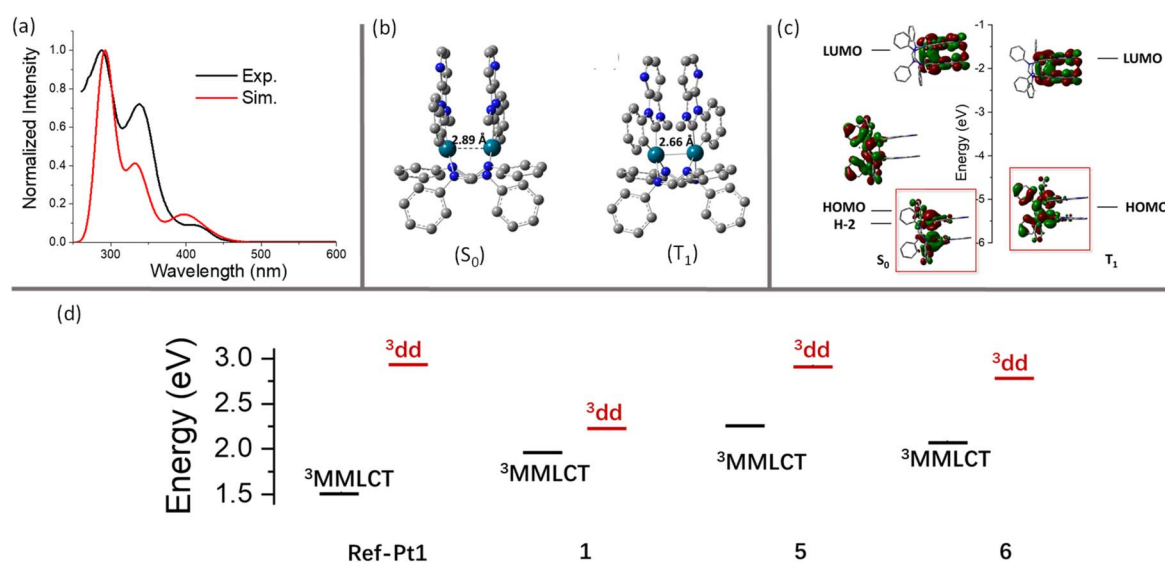 (a)
Normalized Intensity
1.0
0.8
0.6
0.4
0.2
0.0
Exp.
Sim.
300 400 500 600
Wavelength (nm)
(b)
2.89 Å
2.66 Å
(S0)
(T1)
(c)
LUMO
HOMO
H-2
S0
Energy (eV)
-1
-2
-3
-4
-5
-6
LUMO
HOMO
T1
(d)
Energy (eV)
3.0
2.5
2.0
1.5
³dd
³dd
³dd
³dd
³MMLCT
³MMLCT
³MMLCT
³MMLCT
Ref-Pt1 1 5 6